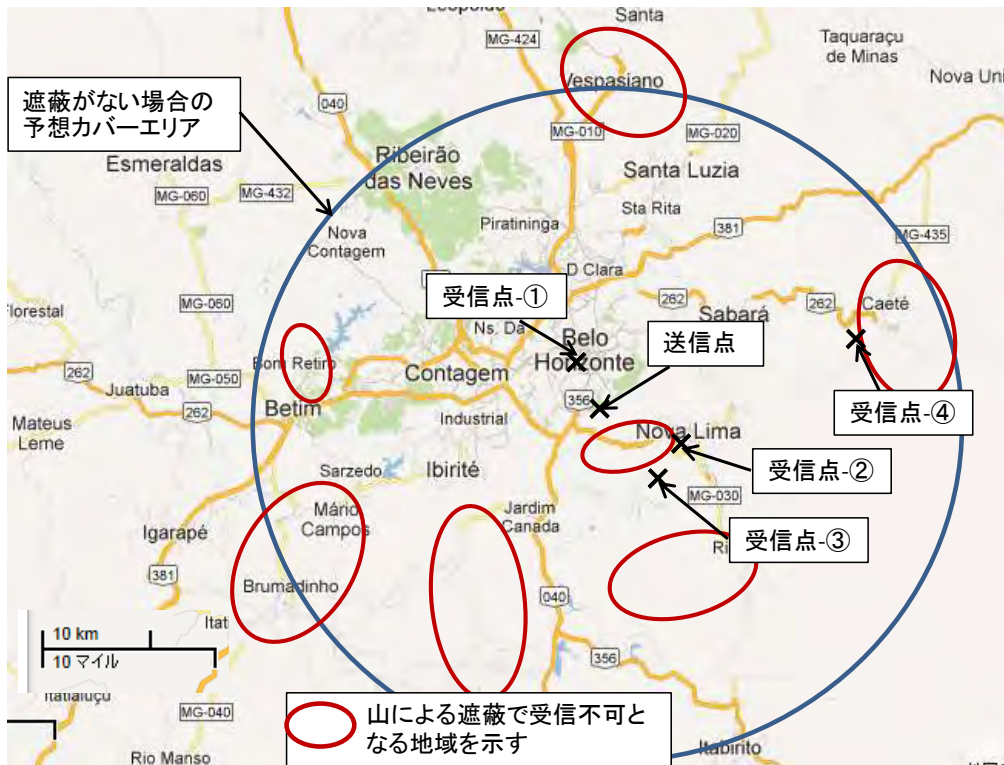 Santa
MG-424
Taquaraçu
de Minas
Vespasiano
Nova Uni
040
遮蔽がない場合の
予想カバーエリア
MG-010
MG-020
Esmeraldas
Ribeirão
das Neves
Santa Luzia
MG-060
MG-432
Sta Rita
Piratininga
381
Nova
Contagem
MG-435
D Clara
受信点-①
262
262
Caeté
MG-060
Sabará
Florestal
Ns. Da
Belo
Horizonte
送信点
Bom Retiro
262
MG-050
Contagem
Juatuba
356
受信点-④
Betim
262
Industrial
Mateus
Leme
Nova Lima
受信点-②
Sarzedo
Ibirité
MG-030
Mário
Campos
Jardim
Canada
Igarapé
受信点-③
381
Brumadinho
040
10 km
10 マイル
356
Itatiaiuçu
MG-040
山による遮蔽で受信不可と
なる地域を示す
Itabirito
Rio Manso